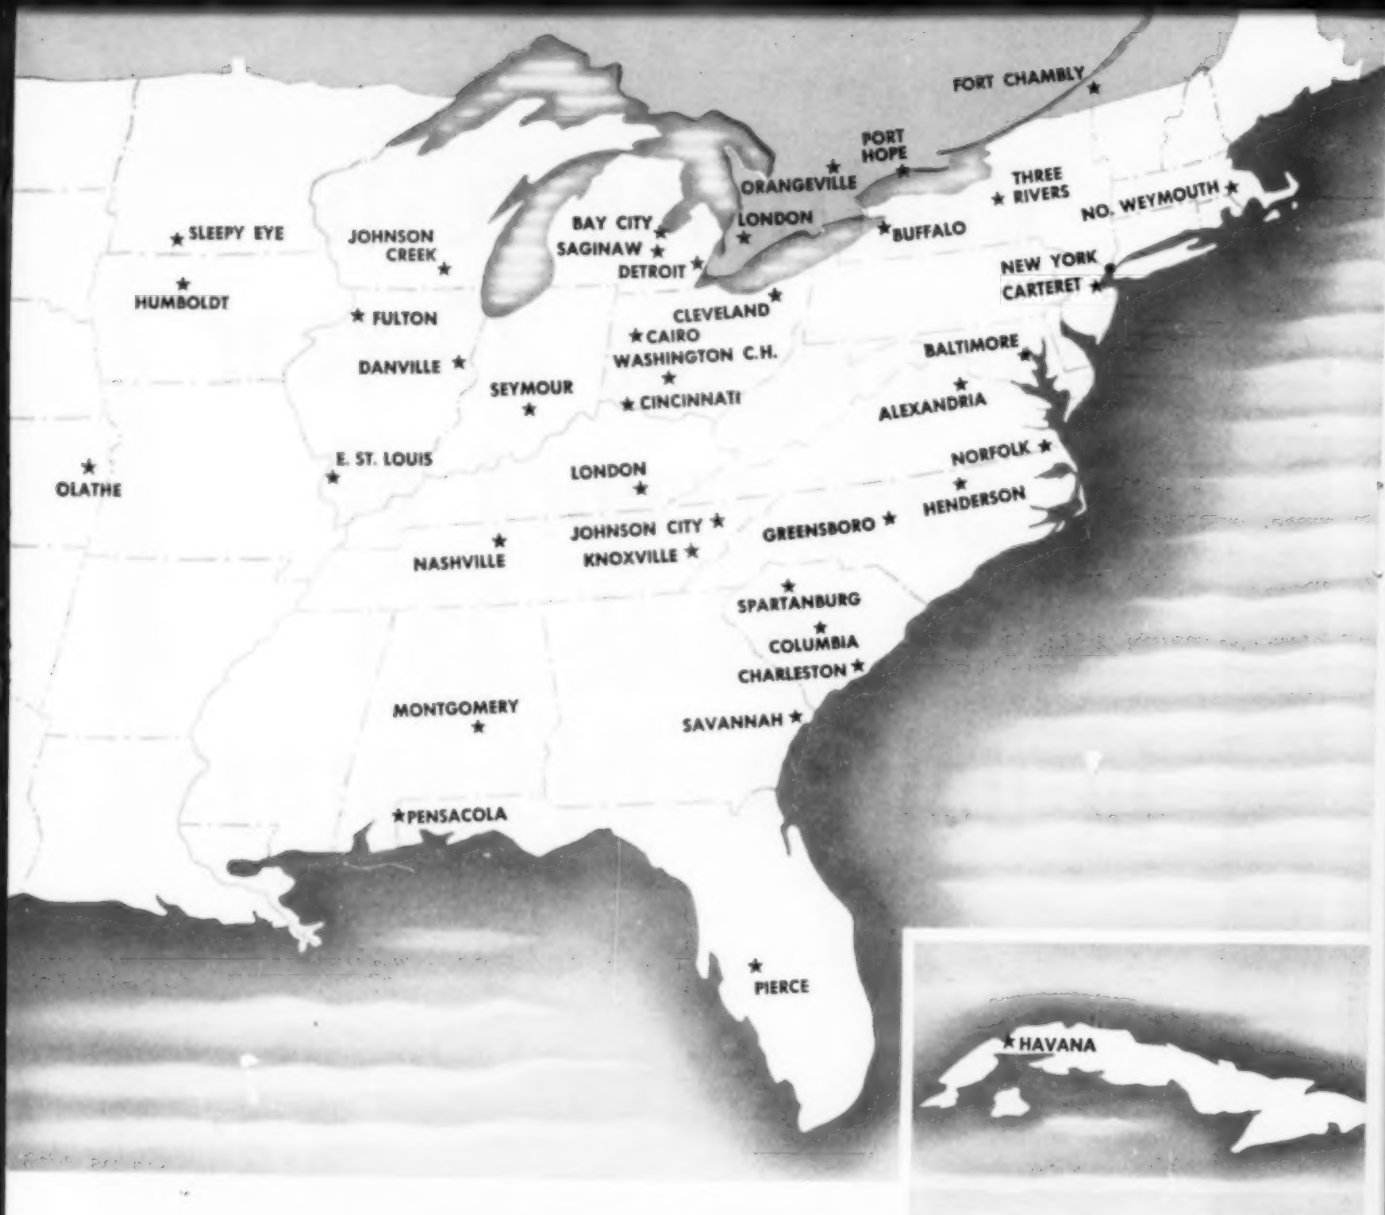 FORT CHAMBLY
PORT
HOPE
ORANGEVILLE
THREE
RIVERS
NO. WEYMOUTH
SLEEPY EYE
JOHNSON
CREEK
BAY CITY
SAGINAW
DETROIT
LONDON
BUFFALO
NEW YORK
CARTERET
HUMBOLDT
FULTON
CLEVELAND
CAIRO
WASHINGTON C.H.
BALTIMORE
DANVILLE
SEYMOUR
CINCINNATI
ALEXANDRIA
E. ST. LOUIS
LONDON
NORFOLK
OLATHE
HENDERSON
JOHNSON CITY
GREENSBORO
NASHVILLE
KNOXVILLE
SPARTANBURG
COLUMBIA
CHARLESTON
MONTGOMERY
SAVANNAH
PENSACOLA
PIERCE
HAVANA